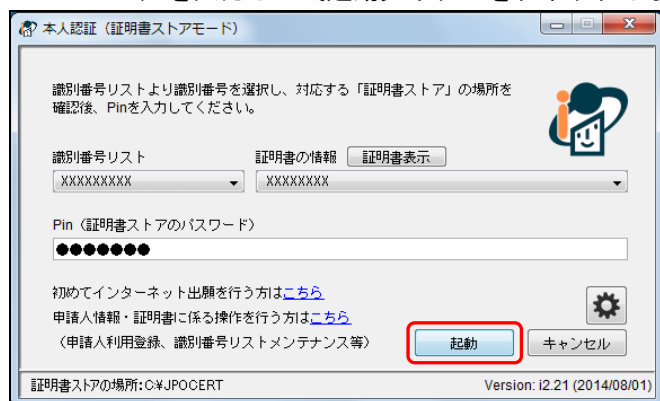 本人認証（証明書ストアモード）
識別番号リストより識別番号を選択し、対応する「証明書ストア」の場所を
確認後、Pinを入力してください。
識別番号リスト 証明書の情報 証明書表示
XXXXXXXXX XXXXXXXX
Pin（証明書ストアのパスワード）
●●●●●●●
初めてインターネット出願を行う方はこちら
申請人情報・証明書に係る操作を行う方はこちら
（申請人利用登録、識別番号リストメンテナンス等） 起動 キャンセル
証明書ストアの場所:C:¥JPOCERT Version: i2.21 (2014/08/01)